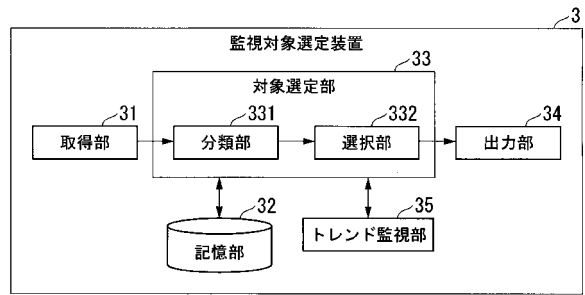 3
監視対象選定装置
33
対象選定部
31
取得部
331
分類部
332
選択部
34
出力部
32
記憶部
35
トレンド監視部